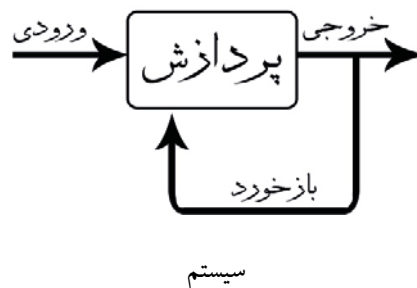 ورودی
پردازش
خروجی
بازخورد
سیستم